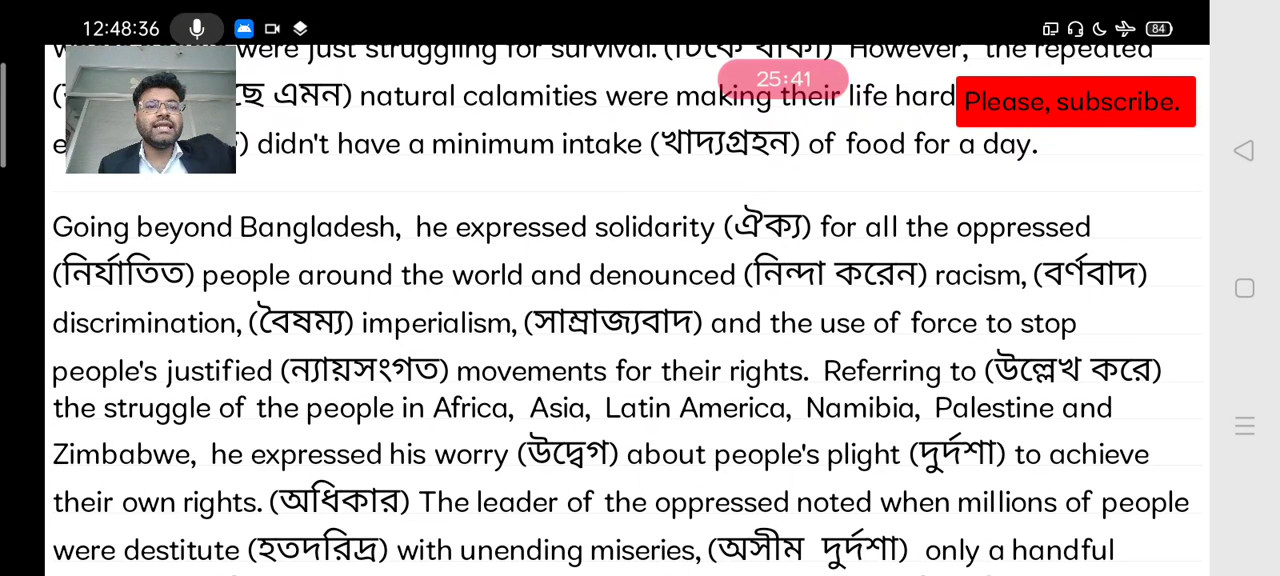 12:48:36
84
were just struggling for survival. (টিকে থাকা) However, the repeated
25:41
ছে এমন) natural calamities were making their life hard
Please, subscribe.
) didn't have a minimum intake (খাদ্যগ্রহন) of food for a day.
Going beyond Bangladesh, he expressed solidarity (ঐক্য) for all the oppressed
(নির্যাতিত) people around the world and denounced (নিন্দা করেন) racism, (বর্ণবাদ)
discrimination, (বৈষম্য) imperialism, (সাম্রাজ্যবাদ) and the use of force to stop
people's justified (ন্যায়সংগত) movements for their rights. Referring to (উল্লেখ করে)
the struggle of the people in Africa, Asia, Latin America, Namibia, Palestine and
Zimbabwe, he expressed his worry (উদ্বেগ) about people's plight (দুর্দশা) to achieve
their own rights. (অধিকার) The leader of the oppressed noted when millions of people
were destitute (হতদরিদ্র) with unending miseries, (অসীম দুর্দশা) only a handful